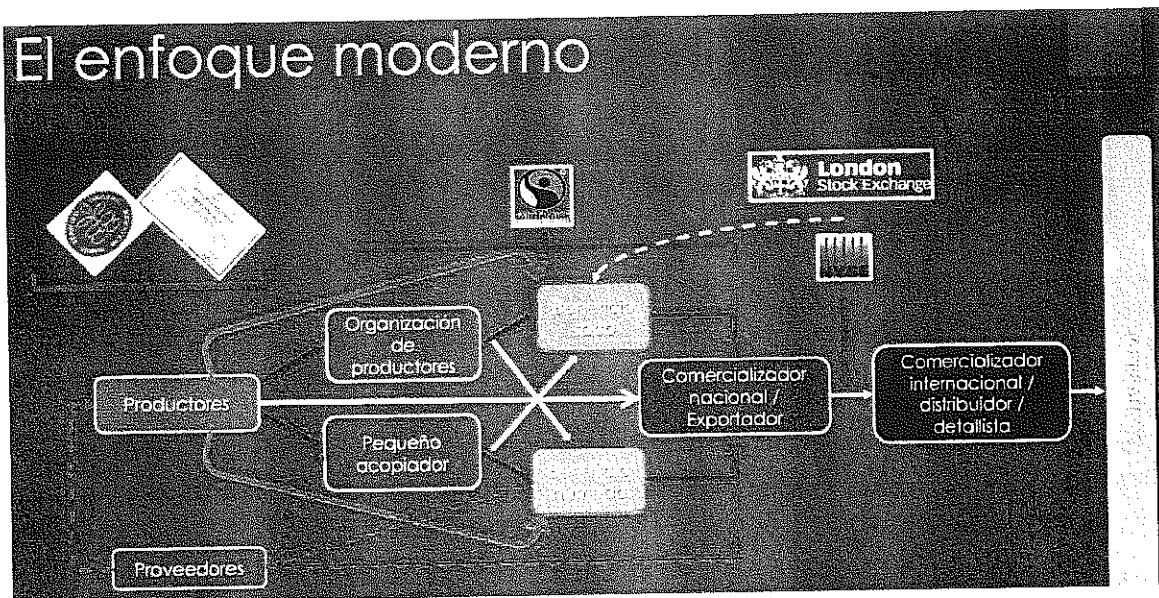 El enfoque moderno
London
Stock Exchange
NYSE
Organización
de
productores
Productores
Pequeño
acopiador
Comercializador
nacional /
Exportador
Comercializador
internacional /
distribuidor /
detallista
Proveedores